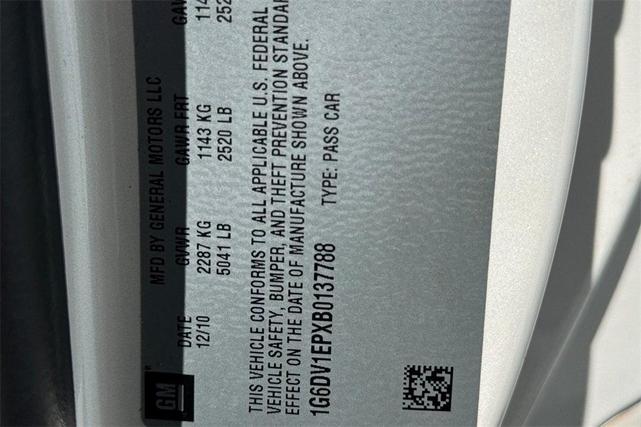 MFD BY GENERAL MOTORS LLC
DATE GVWR GAWR FRT
12/10 2287 KG 1143 KG
5041 LB 2520 LB
THIS VEHICLE CONFORMS TO ALL APPLICABLE U.S. FEDERAL
VEHICLE SAFETY, BUMPER, AND THEFT PREVENTION
EFFECT ON THE DATE OF MANUFACTURE SHOWN ABOVE.
1G6DV1EPXB0137788 TYPE: PASS CAR
GM